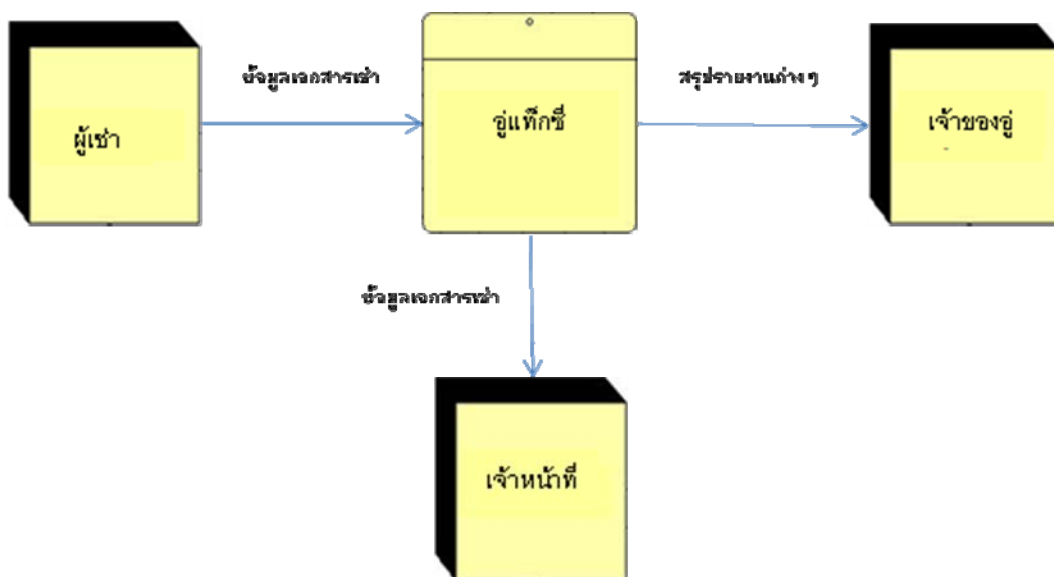 ข้อมูลเอกสารเช่า
สรุปรายงานต่างๆ
ผู้เช่า
อู่แท็กซี่
เจ้าของอู่
ข้อมูลเอกสารเช่า
เจ้าหน้าที่